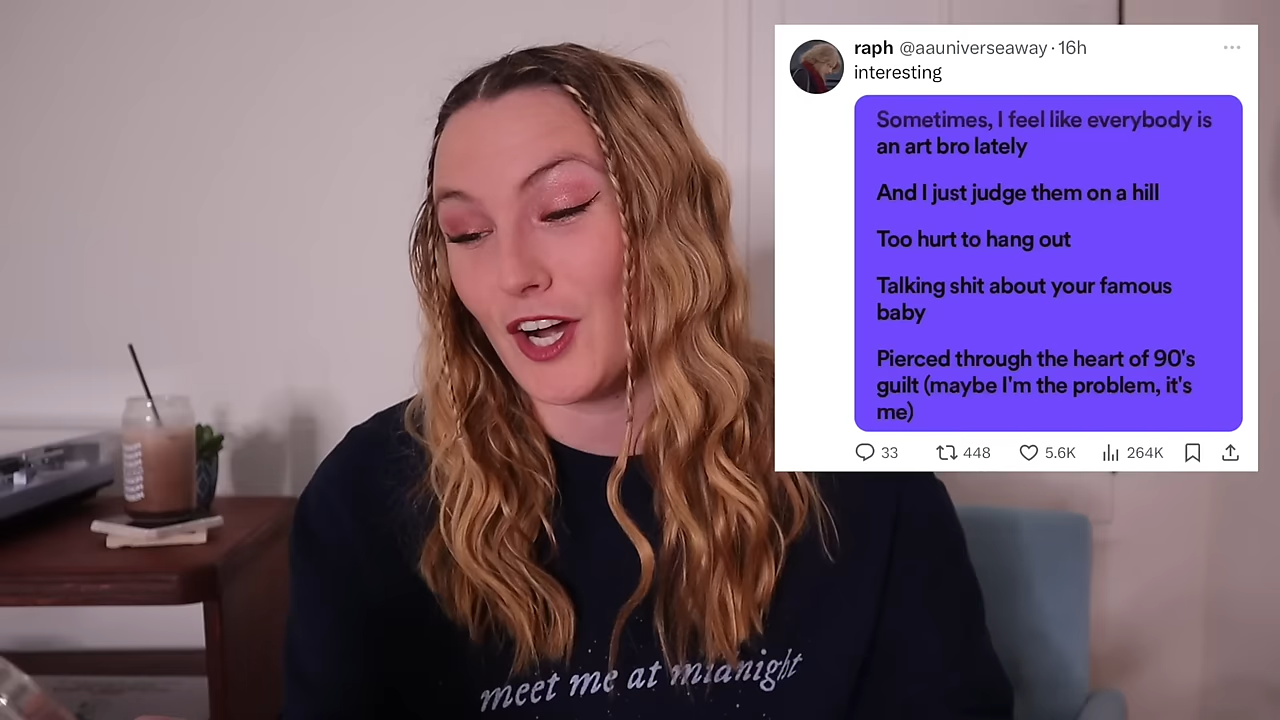 raph @aauniverseaway · 16h
interesting
Sometimes, I feel like everybody is
an art bro lately
And I just judge them on a hill
Too hurt to hang out
Talking shit about your famous
baby
Pierced through the heart of 90's
guilt (maybe I'm the problem, it's
me)
33 448 5.6K 264K
meet me at midnight